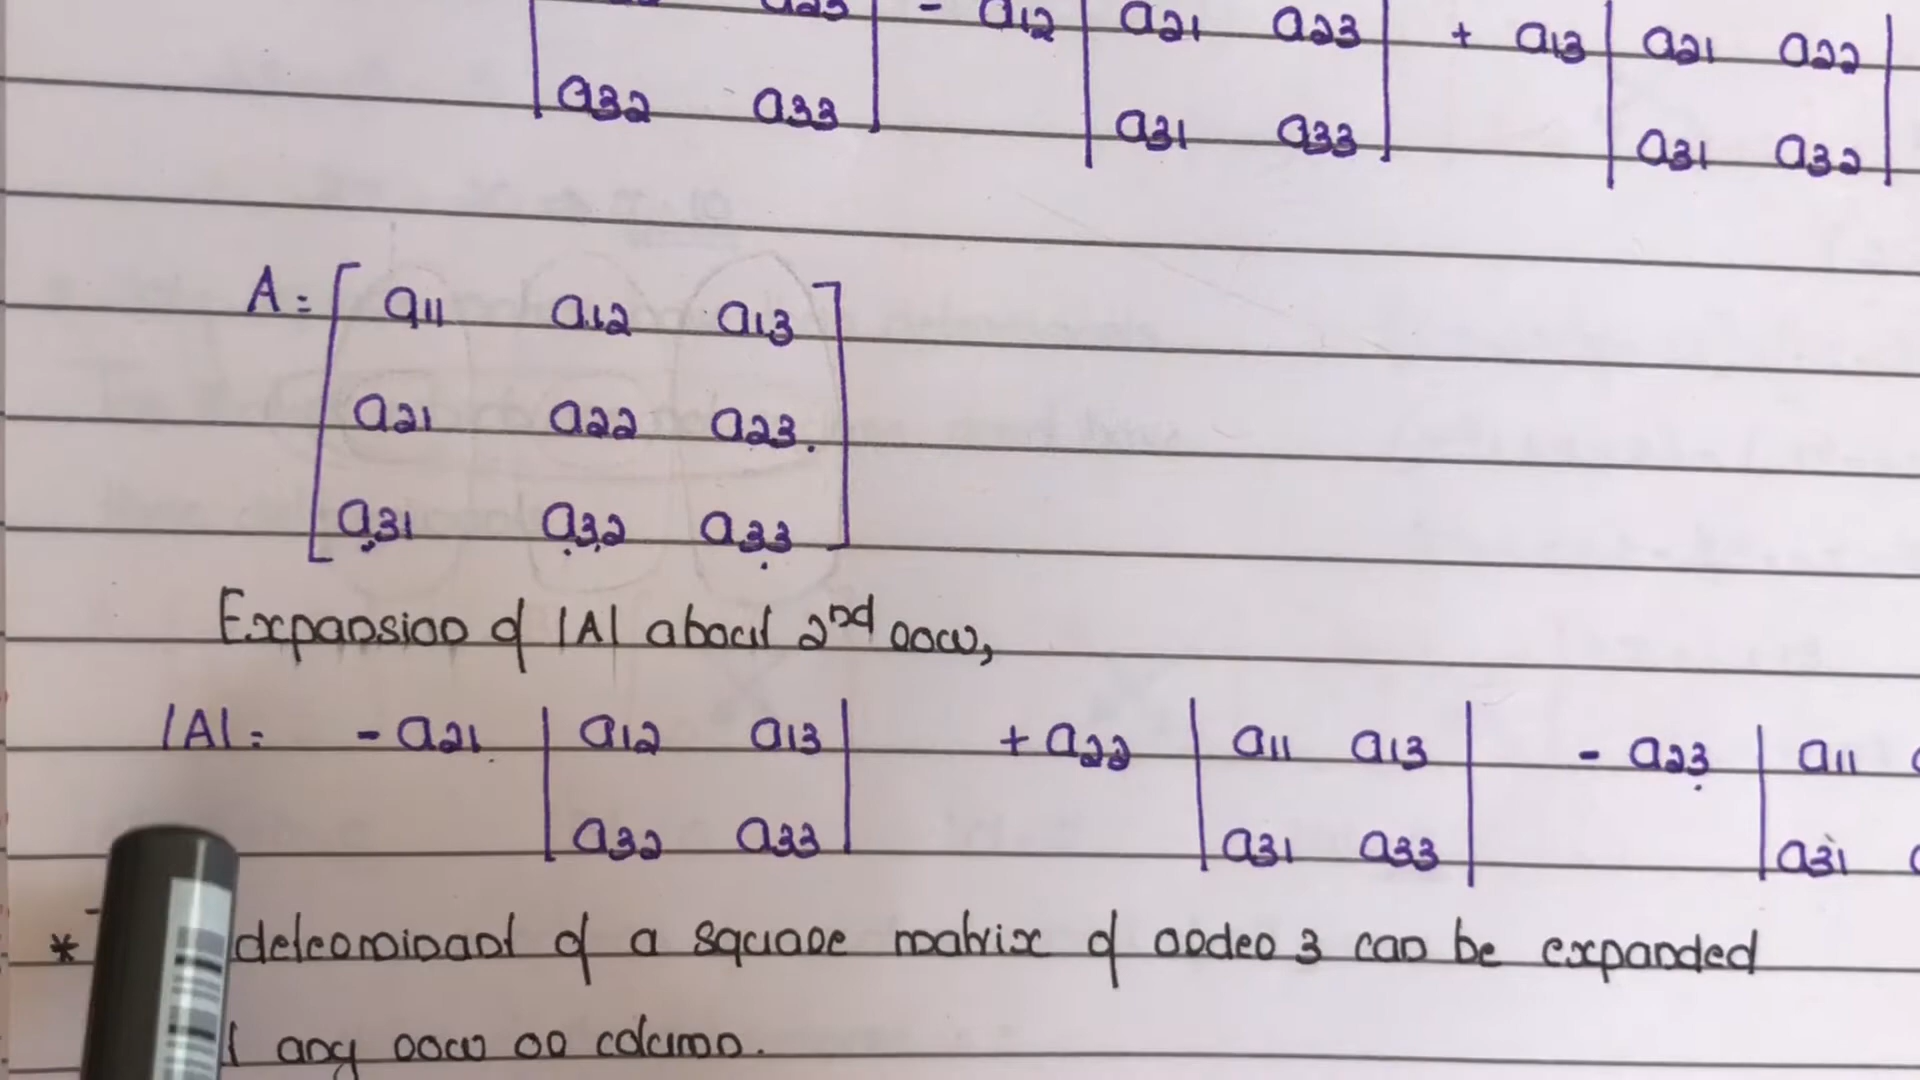 a23 | - a12 | a21 a23 | + a13 | a21 a22 |
| a32 a33 | | a31 a33 | | a31 a32 |
A = [ a11 a12 a13 ]
a21 a22 a23
a31 a32 a33
Expansion of |A| about 2nd row,
|A| = - a21 | a12 a13 | + a22 | a11 a13 | - a23 | a11
| a32 a33 | | a31 a33 | | a31
* determinant of a square matrix of order 3 can be expanded
any row or column.